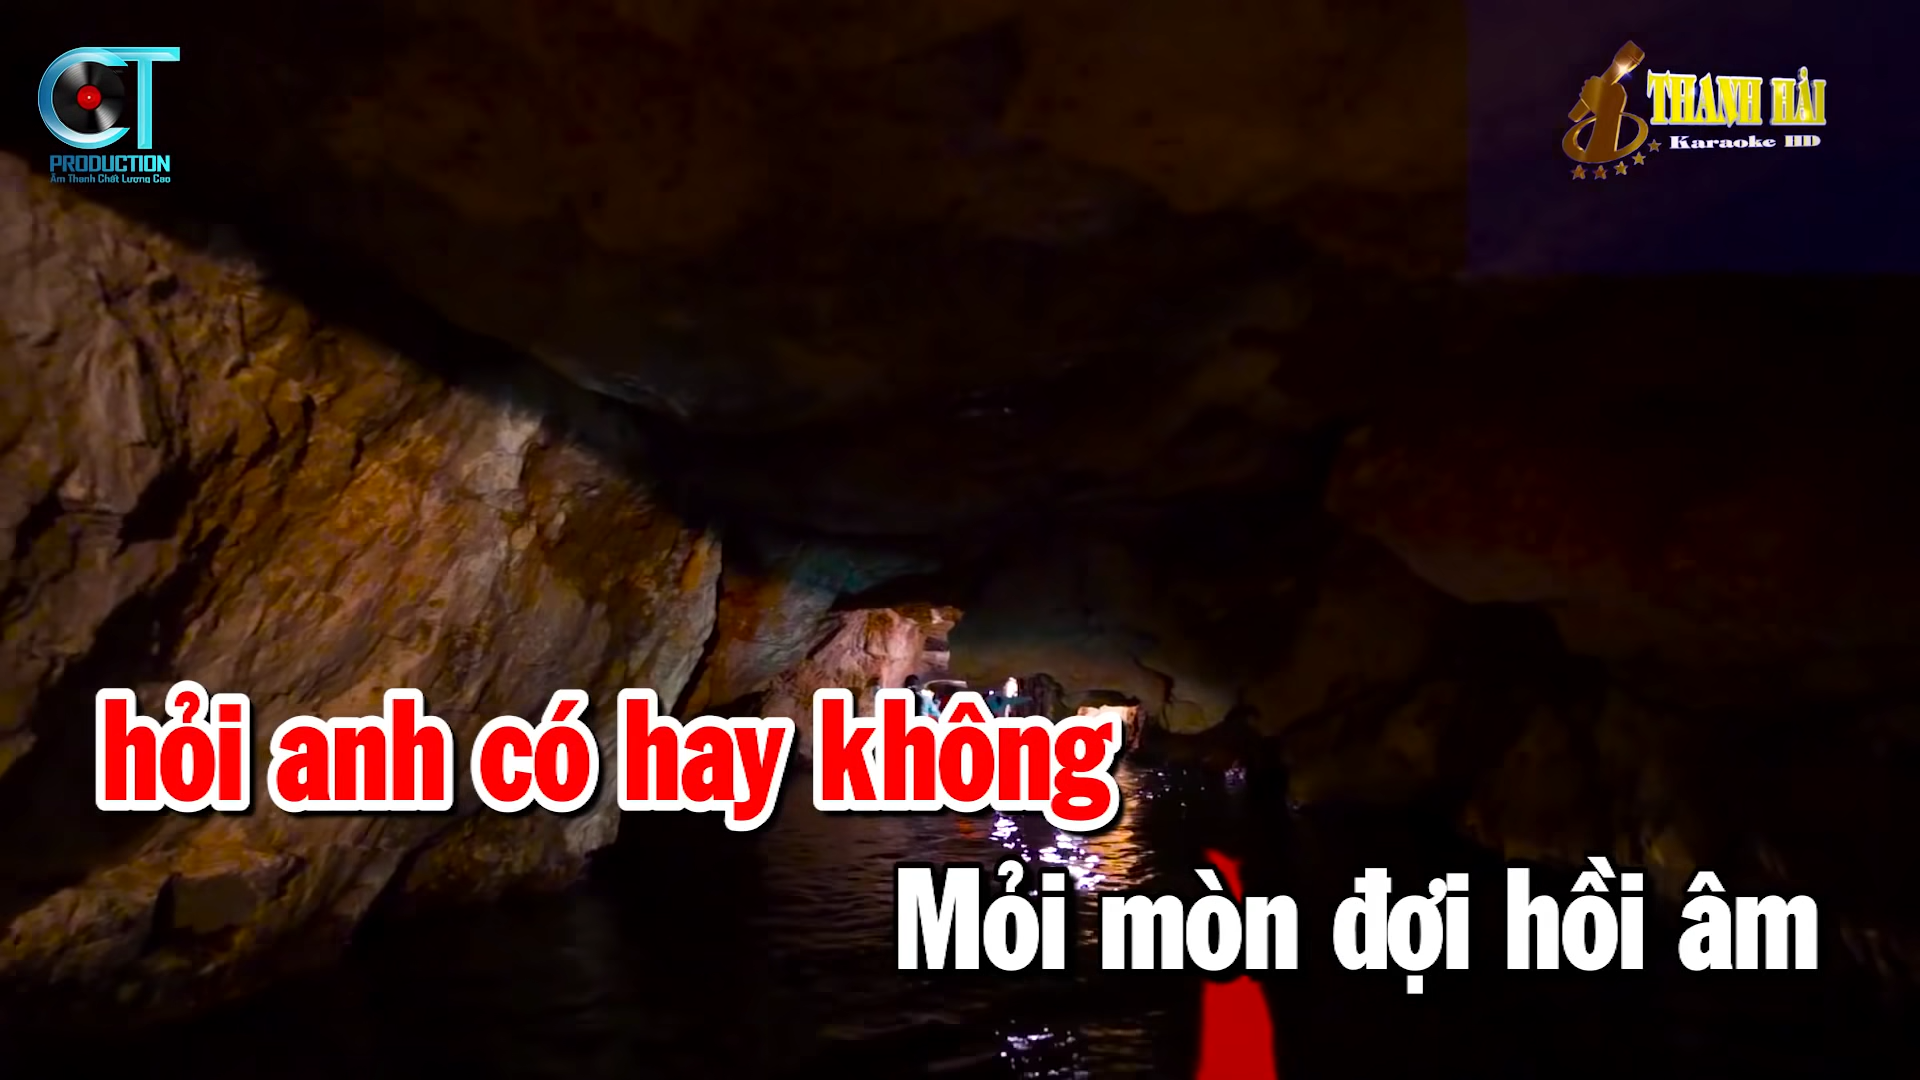 CT
PRODUCTION
Âm Thanh Chất Lượng Cao
THANH HẢI
Karaoke HD
hỏi anh có hay không
Mỏi mòn đợi hồi âm